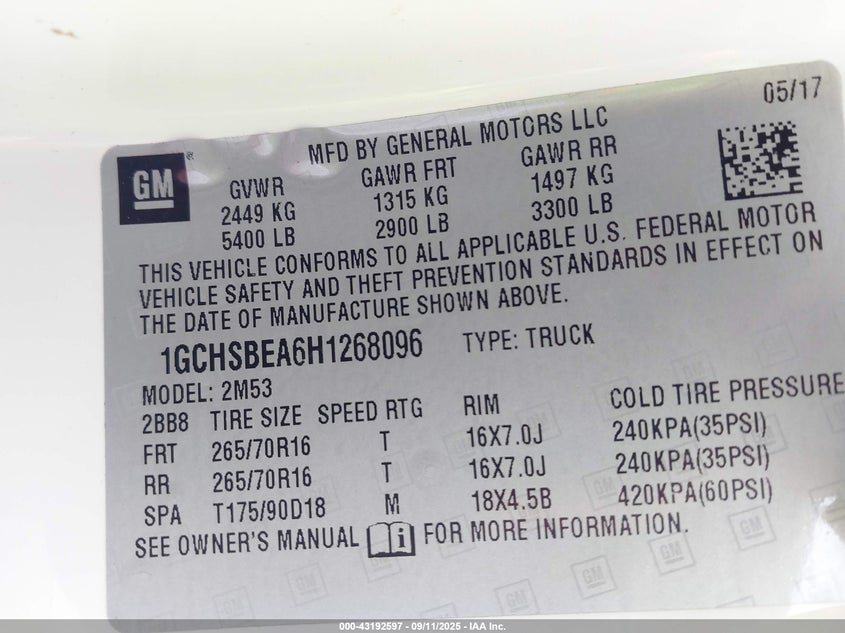 05/17
MFD BY GENERAL MOTORS LLC
GM ® GVWR GAWR FRT GAWR RR
2449 KG 1315 KG 1497 KG
5400 LB 2900 LB 3300 LB
THIS VEHICLE CONFORMS TO ALL APPLICABLE U.S. FEDERAL MOTOR
VEHICLE SAFETY AND THEFT PREVENTION STANDARDS IN EFFECT ON
THE DATE OF MANUFACTURE SHOWN ABOVE.
1GCHSBEA6H1268096 TYPE: TRUCK
MODEL: 2M53
2BB8 TIRE SIZE SPEED RTG RIM COLD TIRE PRESSURE
FRT 265/70R16 T 16X7.0J 240KPA(35PSI)
RR 265/70R16 T 16X7.0J 240KPA(35PSI)
SPA T175/90D18 M 18X4.5B 420KPA(60PSI)
SEE OWNER'S MANUAL i FOR MORE INFORMATION.
000-43192597 - 09/11/2025 - IAA Inc.